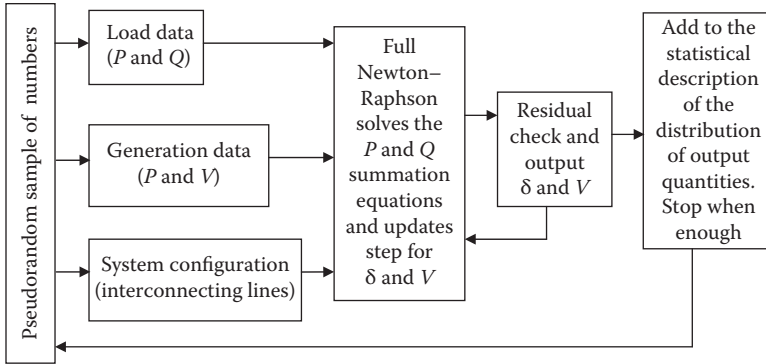 Pseudorandom sample of numbers
Load data
(P and Q)
Generation data
(P and V)
System configuration
(interconnecting lines)
Full
Newton–
Raphson
solves the
P and Q
summation
equations
and updates
step for
δ and V
Residual
check and
output
δ and V
Add to the
statistical
description
of the
distribution
of output
quantities.
Stop when
enough